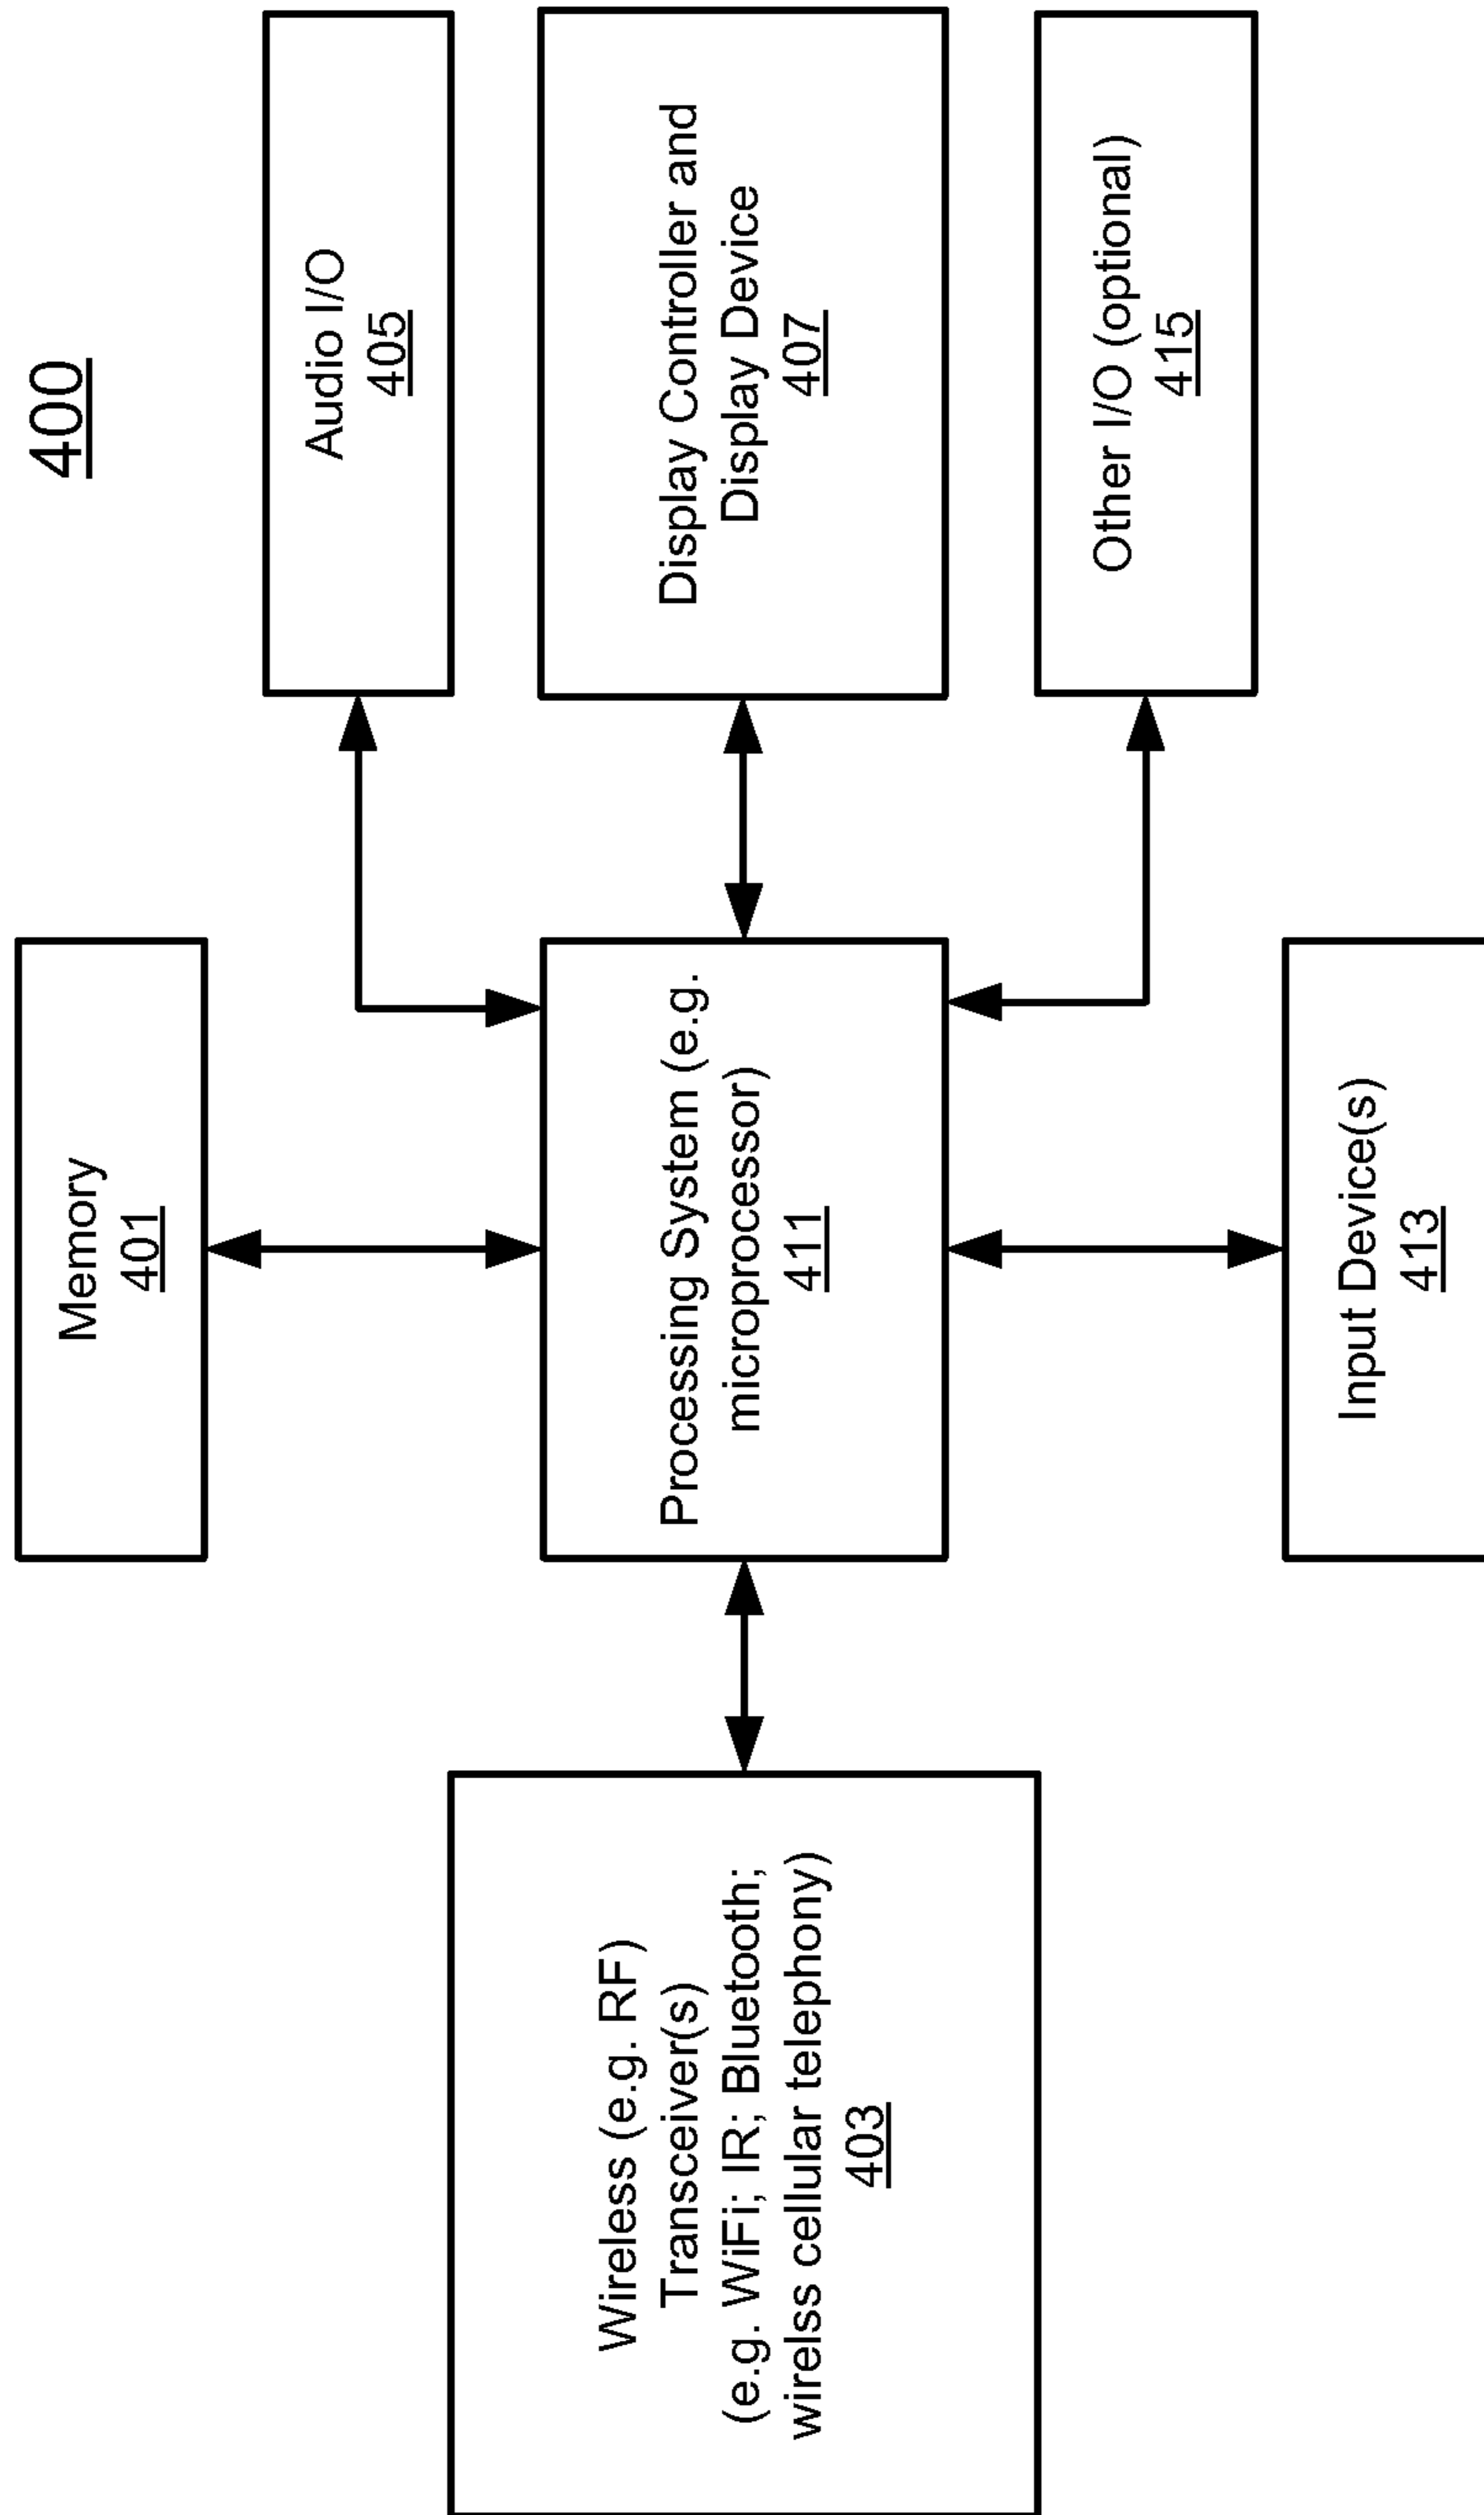 400
Memory
401
Audio I/O
405
Wireless (e.g. RF)
Transceiver(s)
(e.g. WiFi; IR; Bluetooth;
wirelss cellular telephony)
403
Processing System (e.g.
microprocessor)
411
Display Controller and
Display Device
407
Other I/O (optional)
415
Input Device(s)
413